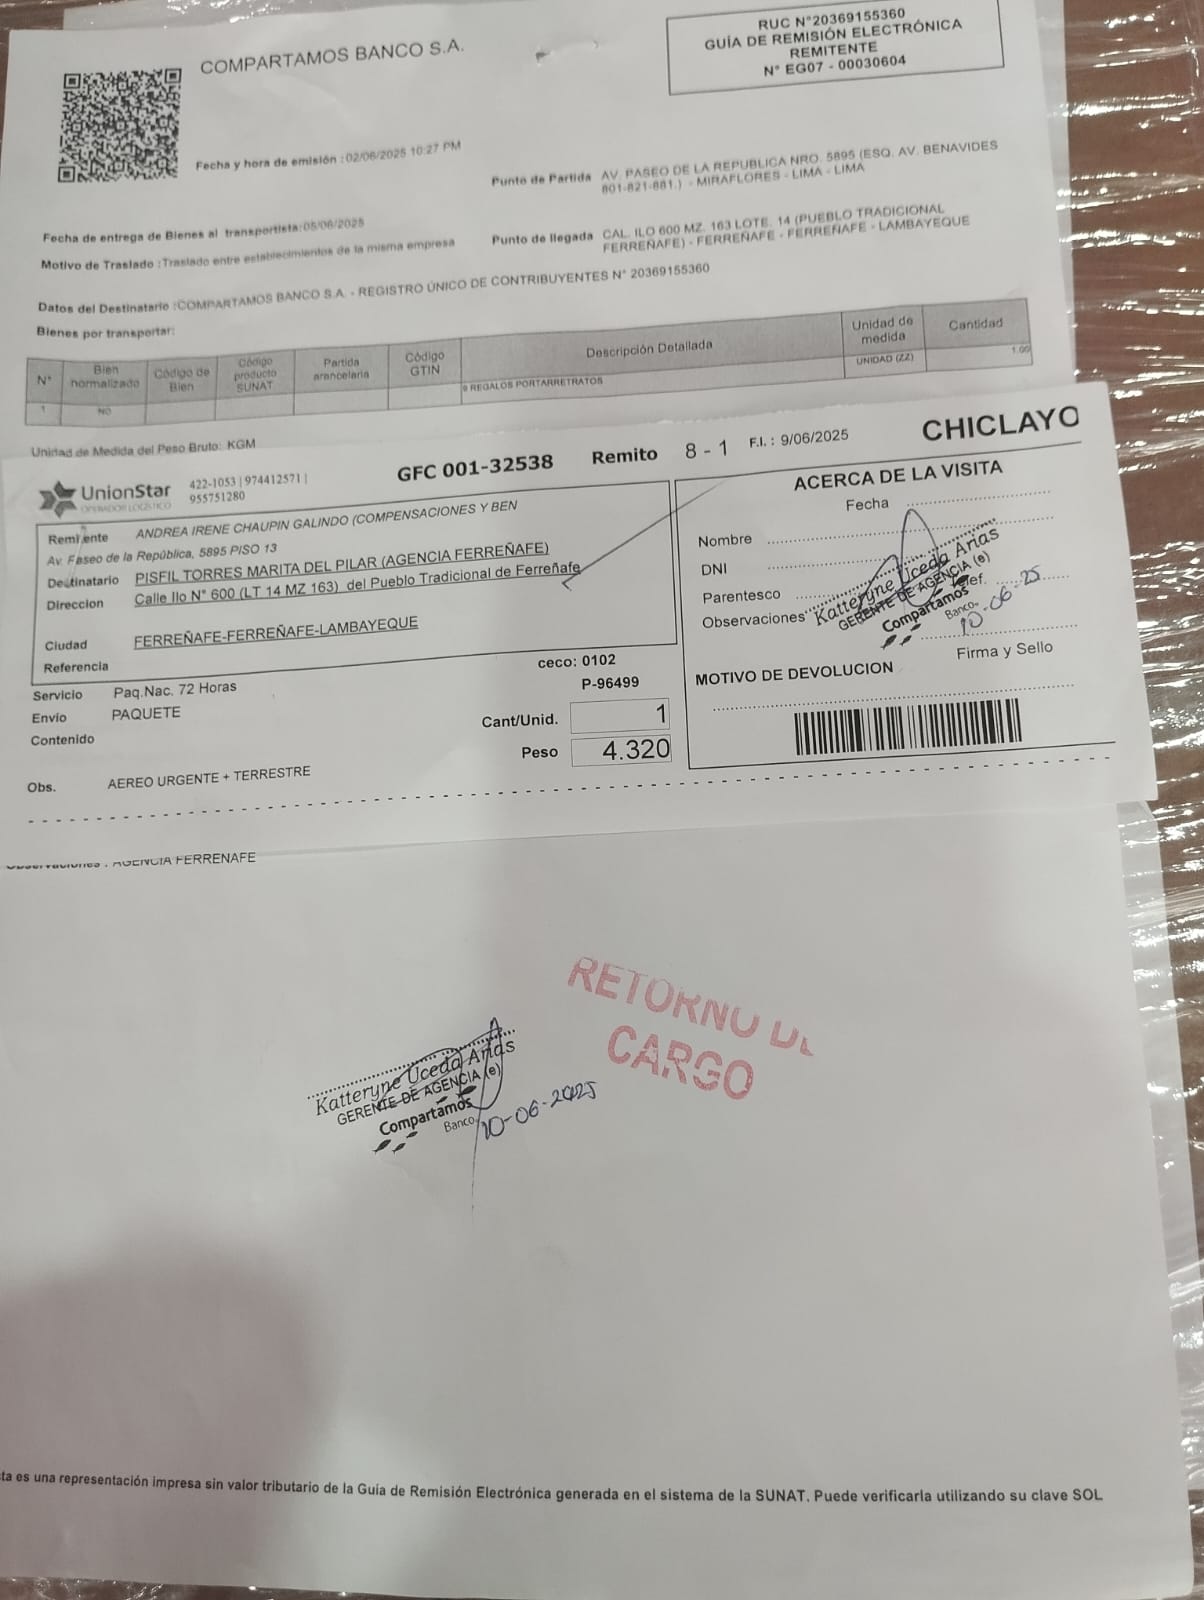 COMPARTAMOS BANCO S.A.
RUC N°20369155360
GUÍA DE REMISIÓN ELECTRÓNICA
REMITENTE
N° EG07 - 00030604
Fecha y hora de emisión : 02/06/2025 10:27 PM
Punto de Partida AV. PASEO DE LA REPUBLICA NRO. 5895 (ESQ. AV. BENAVIDES
801-821-881.) - MIRAFLORES - LIMA - LIMA
Fecha de entrega de Bienes al transportista:05/06/2025
Punto de llegada CAL. ILO 600 MZ. 163 LOTE. 14 (PUEBLO TRADICIONAL
FERREÑAFE) - FERREÑAFE - FERREÑAFE - LAMBAYEQUE
Motivo de Traslado :Traslado entre establecimientos de la misma empresa
Datos del Destinatario :COMPARTAMOS BANCO S.A. - REGISTRO ÚNICO DE CONTRIBUYENTES N° 20369155360
Bienes por transportar:
N° Bien normalizado Código de Bien Código producto SUNAT Partida arancelaria Código GTIN Descripción Detallada Unidad de medida Cantidad
1 NO 9 REGALOS PORTARRETRATOS UNIDAD (ZZ) 1.00
Unidad de Medida del Peso Bruto: KGM
UnionStar
OPERADOR LOGISTICO
422-1053 | 974412571 |
955751280
GFC 001-32538 Remito 8 - 1 F.I. : 9/06/2025 CHICLAYO
Remitente ANDREA IRENE CHAUPIN GALINDO (COMPENSACIONES Y BEN
Av. Paseo de la República, 5895 PISO 13
Destinatario PISFIL TORRES MARITA DEL PILAR (AGENCIA FERREÑAFE)
Direccion Calle Ilo N° 600 (LT 14 MZ 163) del Pueblo Tradicional de Ferreñafe
Ciudad FERREÑAFE-FERREÑAFE-LAMBAYEQUE
Referencia
Servicio Paq.Nac. 72 Horas
Envio PAQUETE
Contenido
Obs. AEREO URGENTE + TERRESTRE
ceco: 0102
P-96499
Cant/Unid. 1
Peso 4.320
ACERCA DE LA VISITA
Fecha
Nombre
DNI
Parentesco
Telef.
Observaciones
Katteryne Uceda Arias
GERENTE DE AGENCIA (e)
Compartamos
Banco
10-06-25
Firma y Sello
MOTIVO DE DEVOLUCION
Observaciones : AGENCIA FERREÑAFE
RETORNO DE
CARGO
Katteryne Uceda Arias
GERENTE DE AGENCIA (e)
Compartamos
Banco
10-06-2025
ta es una representación impresa sin valor tributario de la Guía de Remisión Electrónica generada en el sistema de la SUNAT. Puede verificarla utilizando su clave SOL